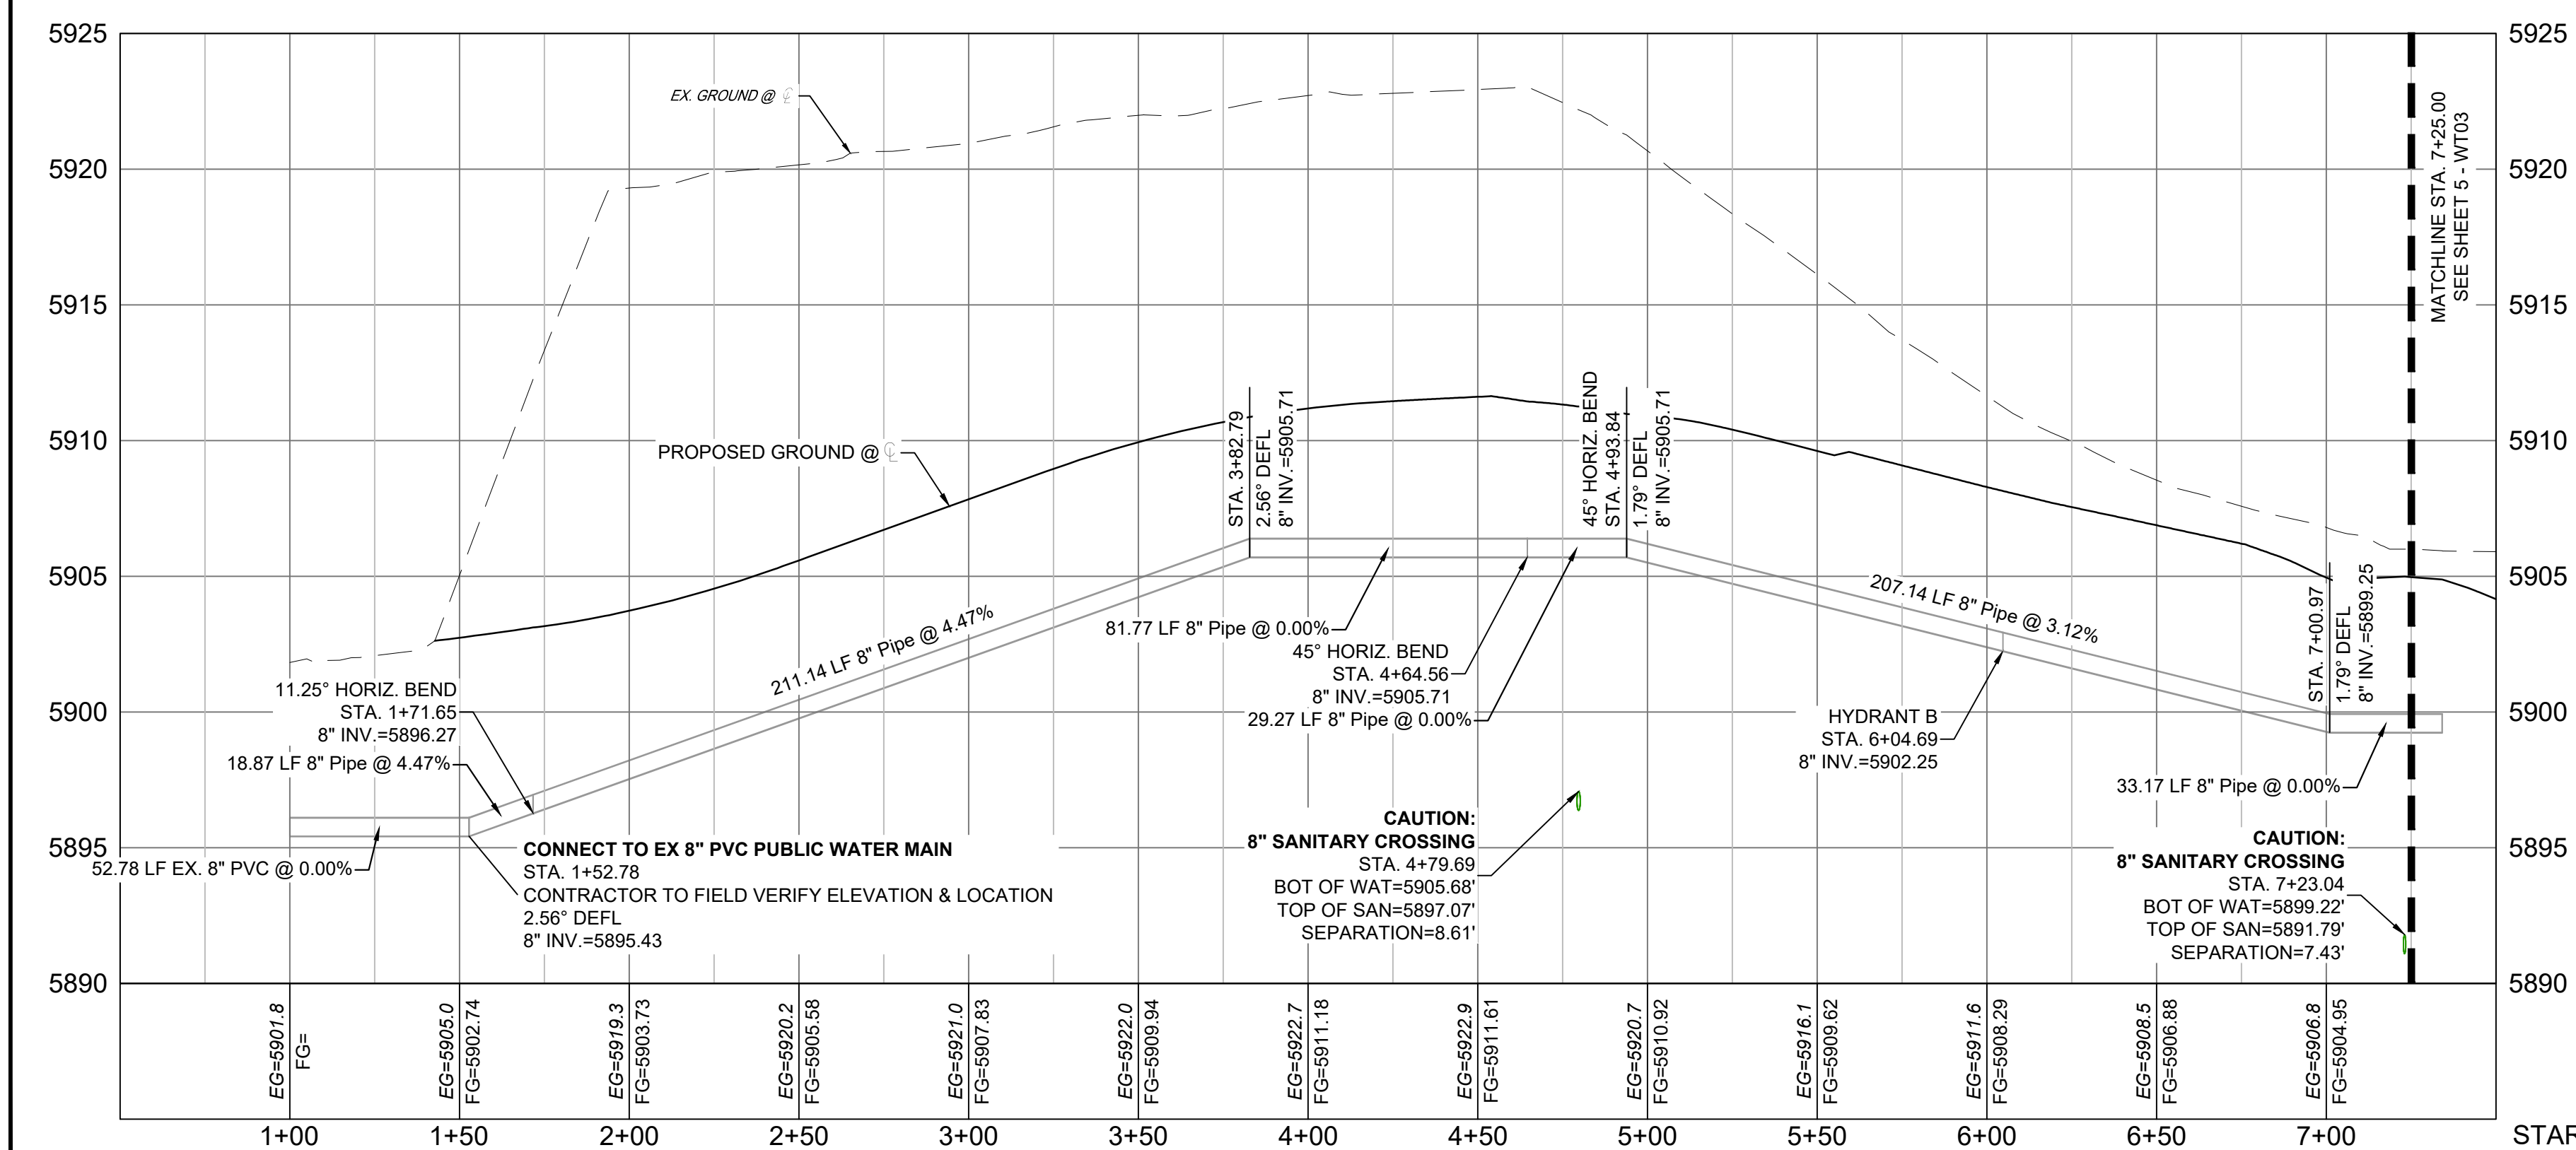 5925
5925
EX. GROUND @ ℄
MATCHLINE STA. 7+25.00
SEE SHEET 5 - WT03
5920
5920
5915
5915
5910
5910
PROPOSED GROUND @ ℄
STA. 3+82.79
2.56° DEFL
8" INV.=5905.71
45° HORIZ. BEND
STA. 4+93.84
1.79° DEFL
8" INV.=5905.71
5905
5905
211.14 LF 8" Pipe @ 4.47%
81.77 LF 8" Pipe @ 0.00%
45° HORIZ. BEND
STA. 4+64.56
8" INV.=5905.71
29.27 LF 8" Pipe @ 0.00%
207.14 LF 8" Pipe @ 3.12%
STA. 7+00.97
1.79° DEFL
8" INV.=5899.25
11.25° HORIZ. BEND
STA. 1+71.65
8" INV.=5896.27
18.87 LF 8" Pipe @ 4.47%
5900
5900
HYDRANT B
STA. 6+04.69
8" INV.=5902.25
33.17 LF 8" Pipe @ 0.00%
5895
5895
52.78 LF EX. 8" PVC @ 0.00%
CONNECT TO EX 8" PVC PUBLIC WATER MAIN
STA. 1+52.78
CONTRACTOR TO FIELD VERIFY ELEVATION & LOCATION
2.56° DEFL
8" INV.=5895.43
CAUTION:
8" SANITARY CROSSING
STA. 4+79.69
BOT OF WAT=5905.68'
TOP OF SAN=5897.07'
SEPARATION=8.61'
CAUTION:
8" SANITARY CROSSING
STA. 7+23.04
BOT OF WAT=5899.22'
TOP OF SAN=5891.79'
SEPARATION=7.43'
5890
5890
EG=5901.8
FG=
EG=5905.0
FG=5902.74
EG=5919.3
FG=5903.73
EG=5920.2
FG=5905.58
EG=5921.0
FG=5907.83
EG=5922.0
FG=5909.94
EG=5922.7
FG=5911.18
EG=5922.9
FG=5911.61
EG=5920.7
FG=5910.92
EG=5916.1
FG=5909.62
EG=5911.6
FG=5908.29
EG=5908.5
FG=5906.88
EG=5906.8
FG=5904.95
1+00
1+50
2+00
2+50
3+00
3+50
4+00
4+50
5+00
5+50
6+00
6+50
7+00